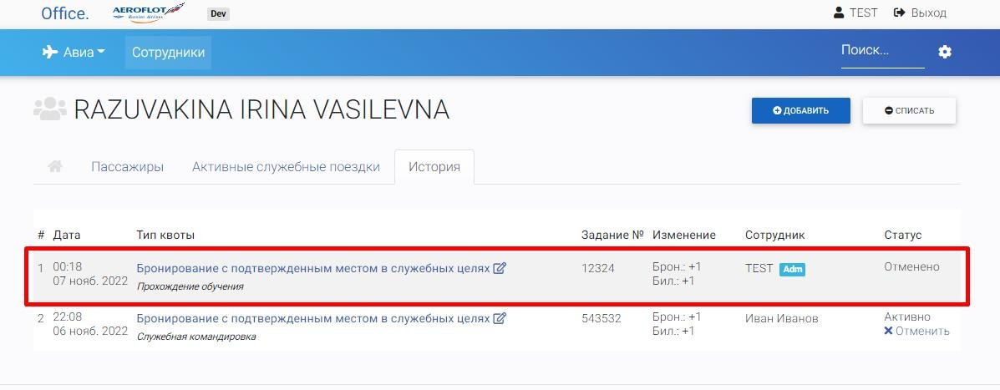 Office. AEROFLOT Russian Airlines Dev TEST Выход
Авиа Сотрудники Поиск...
RAZUVAKINA IRINA VASILEVNA ДОБАВИТЬ СПИСАТЬ
Пассажиры Активные служебные поездки История
# Дата Тип квоты Задание № Изменение Сотрудник Статус
1 00:18 Бронирование с подтвержденным местом в служебных целях 12324 Брон.: +1 TEST Adm Отменено
07 нояб. 2022 Прохождение обучения Бил.: +1
2 22:08 Бронирование с подтвержденным местом в служебных целях 543532 Брон.: +1 Иван Иванов Активно
06 нояб. 2022 Служебная командировка Бил.: +1 Отменить